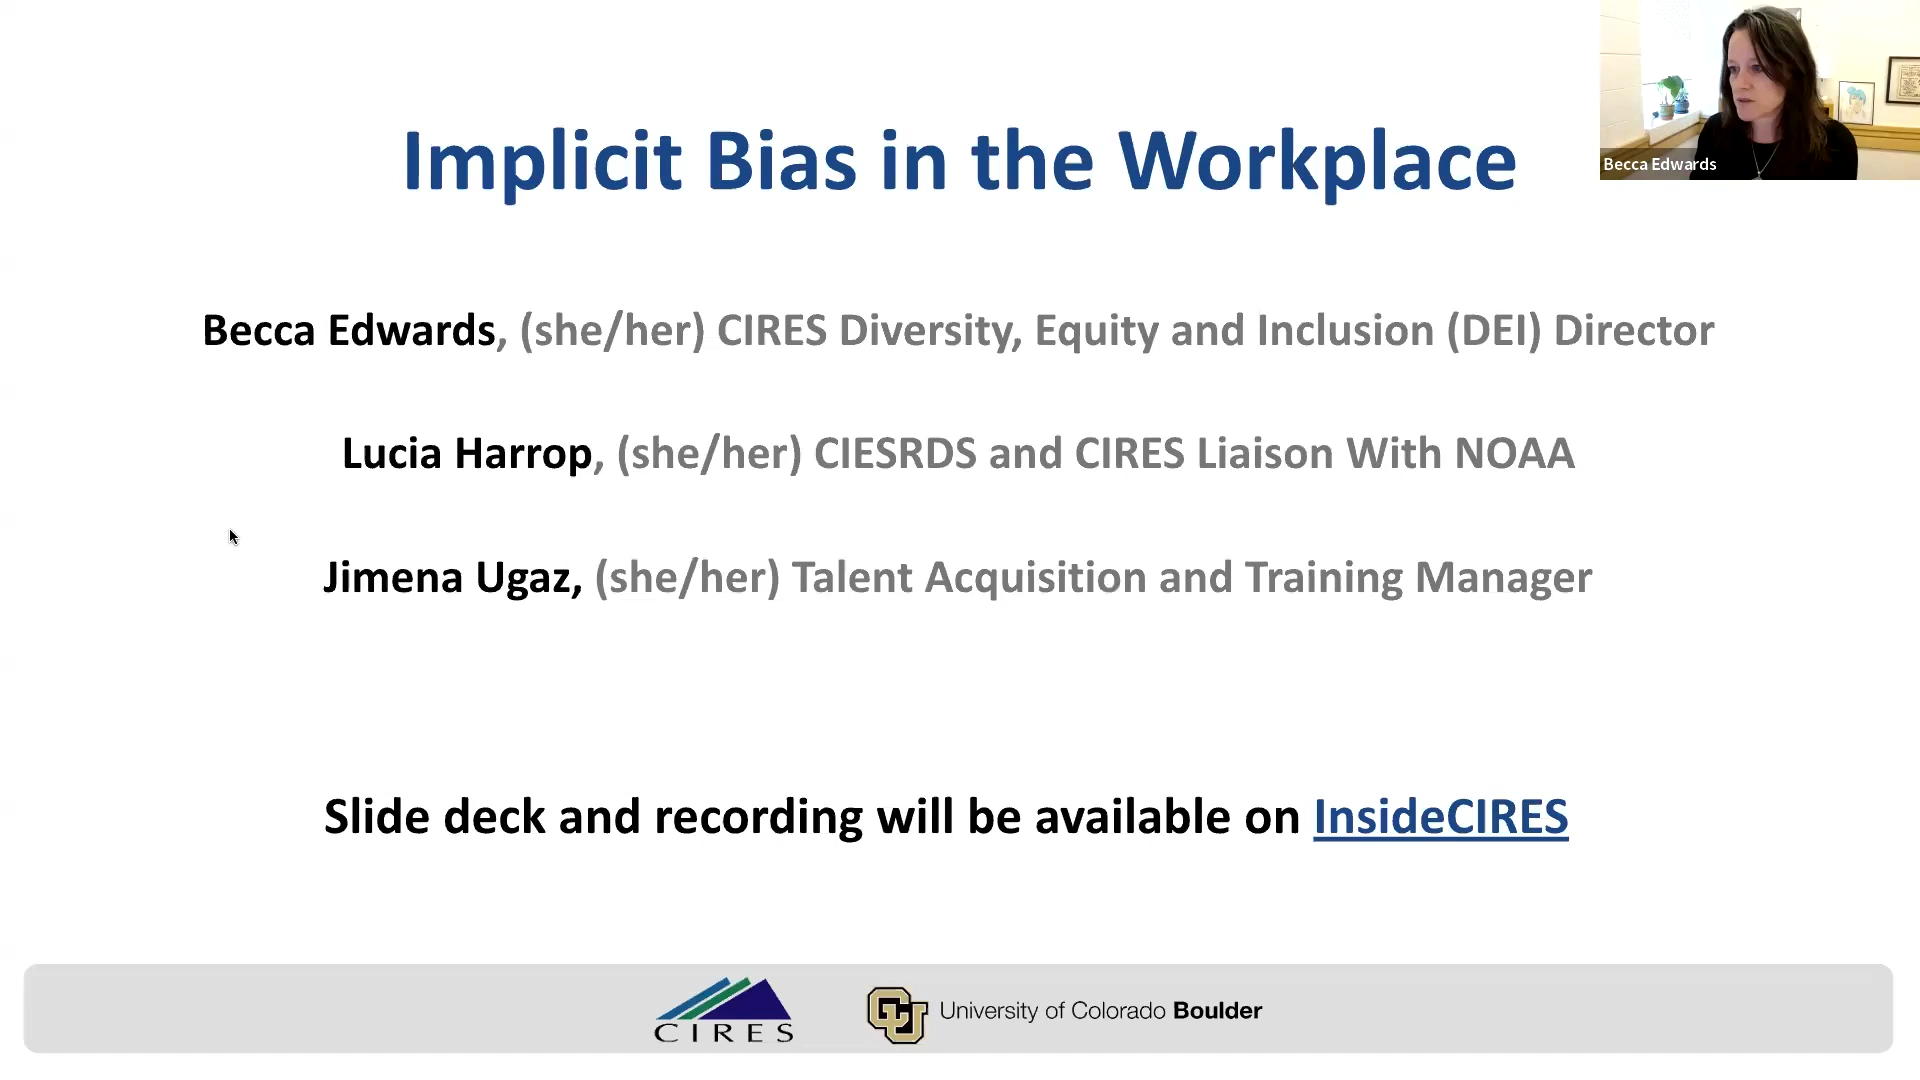 Implicit Bias in the Workplace
Becca Edwards
Becca Edwards, (she/her) CIRES Diversity, Equity and Inclusion (DEI) Director
Lucia Harrop, (she/her) CIESRDS and CIRES Liaison With NOAA
Jimena Ugaz, (she/her) Talent Acquisition and Training Manager
Slide deck and recording will be available on InsideCIRES
CIRES
CU University of Colorado Boulder